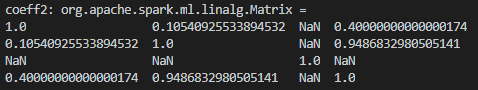 coeff2: org.apache.spark.ml.linalg.Matrix =
1.0 0.10540925533894532 NaN 0.40000000000000174
0.10540925533894532 1.0 NaN 0.9486832980505141
NaN NaN 1.0 NaN
0.40000000000000174 0.9486832980505141 NaN 1.0